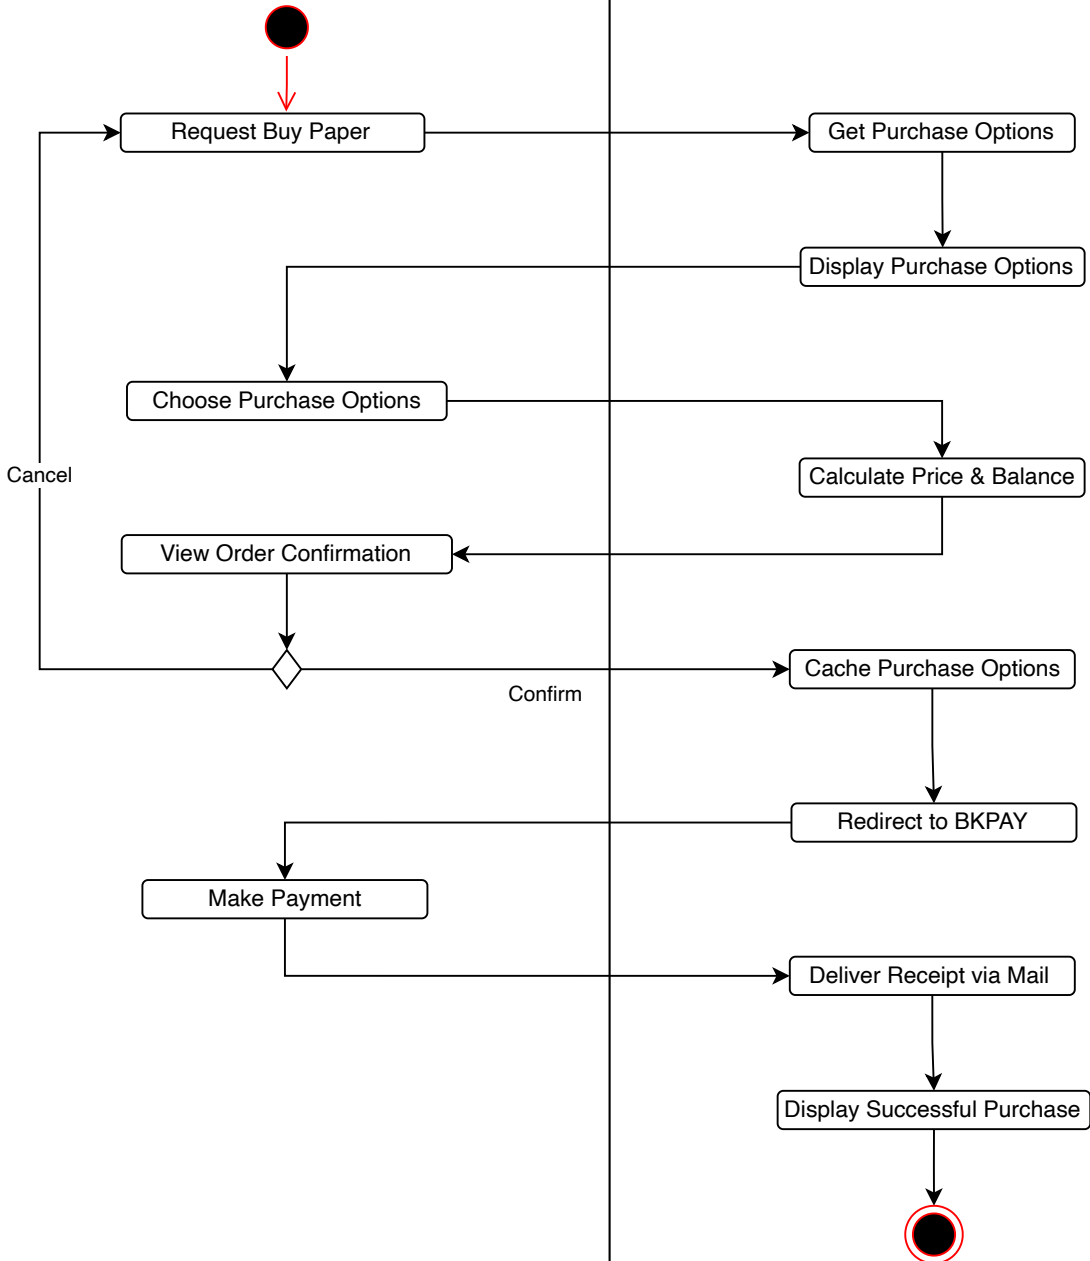 Request Buy Paper
Get Purchase Options
Display Purchase Options
Choose Purchase Options
Cancel
Calculate Price & Balance
View Order Confirmation
Cache Purchase Options
Confirm
Redirect to BKPAY
Make Payment
Deliver Receipt via Mail
Display Successful Purchase